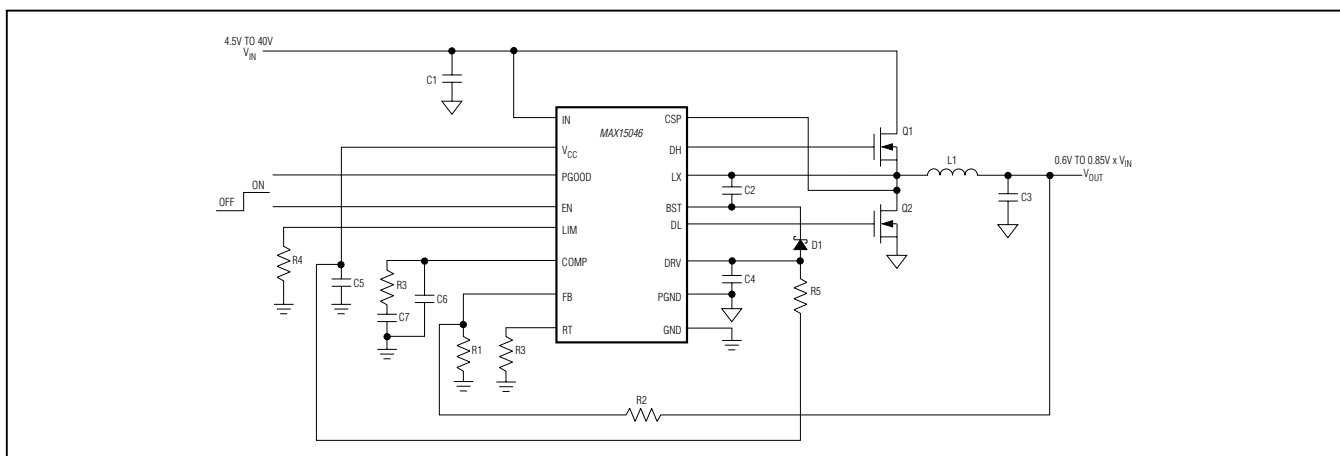 4.5V TO 40V
VIN
C1
IN
VCC
PGOOD
EN
LIM
COMP
FB
RT
MAX15046
CSP
DH
LX
BST
DL
DRV
PGND
GND
ON
OFF
R4
C5
R3
C7
C6
R1
R3
R2
C2
C4
D1
R5
Q1
Q2
L1
C3
0.6V TO 0.85V x VIN
VOUT